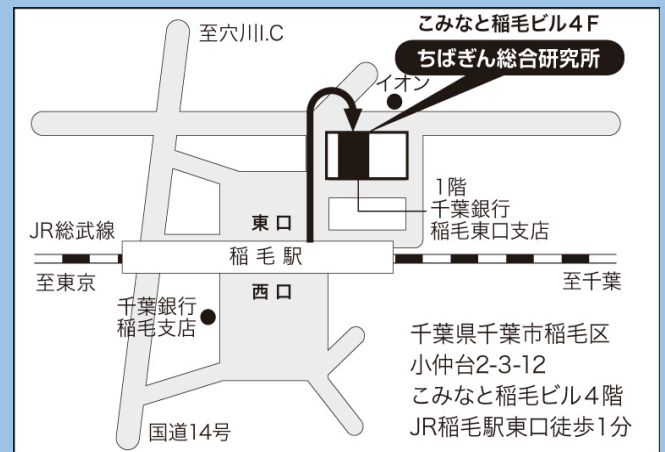 至穴川I.C
こみなと稲毛ビル４F
ちばぎん総合研究所
イオン
1階
千葉銀行
稲毛東口支店
東口
JR総武線
稲毛駅
至東京
至千葉
西口
千葉銀行
稲毛支店
国道14号
千葉県千葉市稲毛区
小仲台2-3-12
こみなと稲毛ビル４階
JR稲毛駅東口徒歩1分